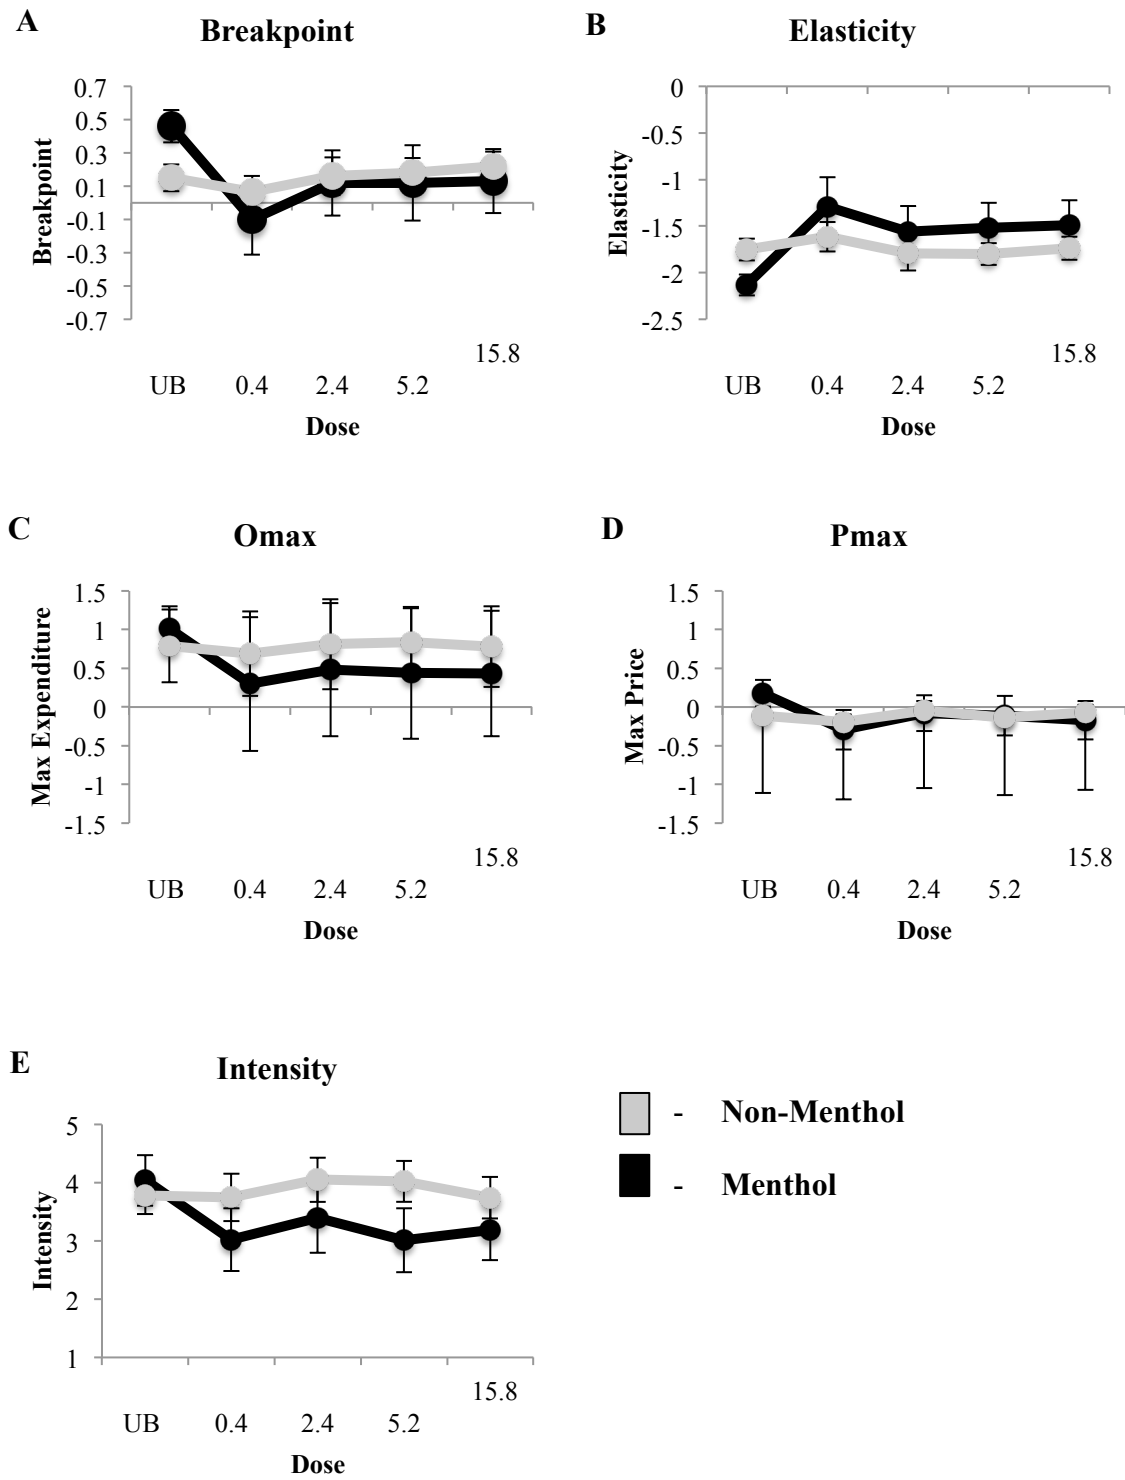 A
Breakpoint
Breakpoint
0.7
0.5
0.3
0.1
-0.1
-0.3
-0.5
-0.7
UB 0.4 2.4 5.2 15.8
Dose
B
Elasticity
Elasticity
0
-0.5
-1
-1.5
-2
-2.5
UB 0.4 2.4 5.2 15.8
Dose
C
Omax
Max Expenditure
1.5
1
0.5
0
-0.5
-1
-1.5
UB 0.4 2.4 5.2 15.8
Dose
D
Pmax
Max Price
1.5
1
0.5
0
-0.5
-1
-1.5
UB 0.4 2.4 5.2 15.8
Dose
E
Intensity
Intensity
5
4
3
2
1
UB 0.4 2.4 5.2 15.8
Dose
- Non-Menthol
- Menthol